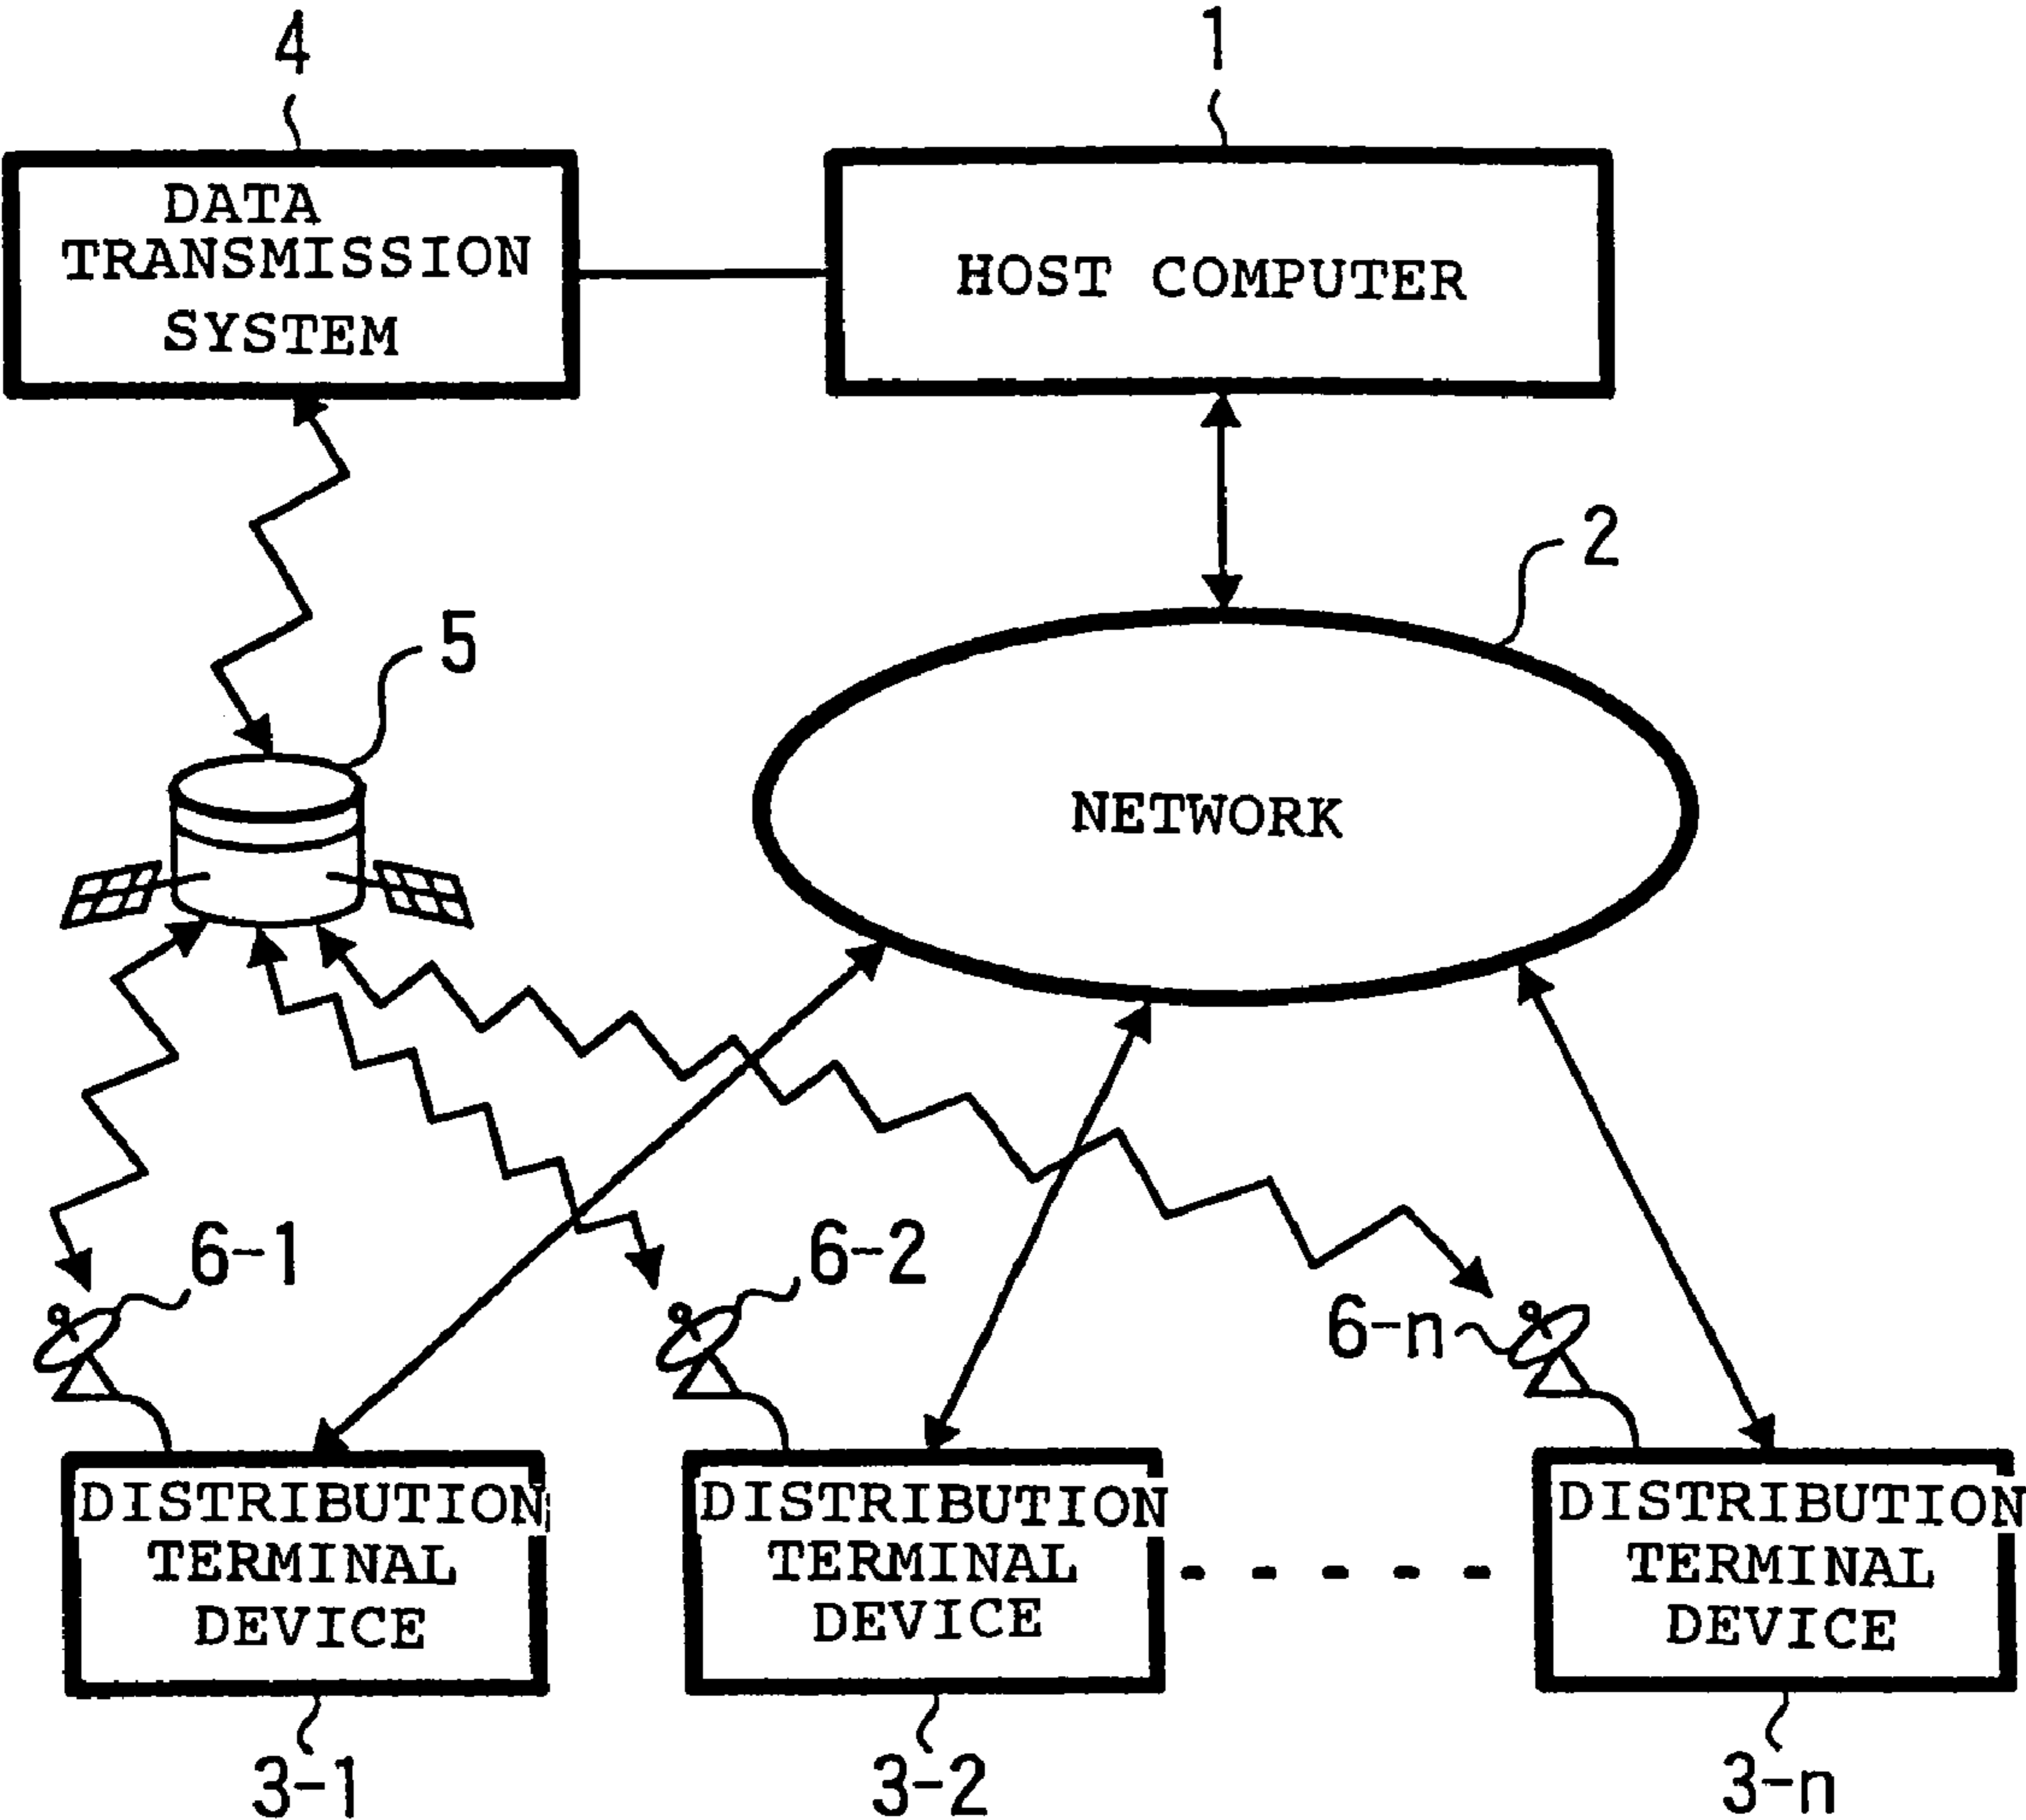 4
1
DATA
TRANSMISSION
SYSTEM
HOST COMPUTER
2
5
NETWORK
6-1
6-2
6-n
DISTRIBUTION
TERMINAL
DEVICE
DISTRIBUTION
TERMINAL
DEVICE
DISTRIBUTION
TERMINAL
DEVICE
3-1
3-2
3-n